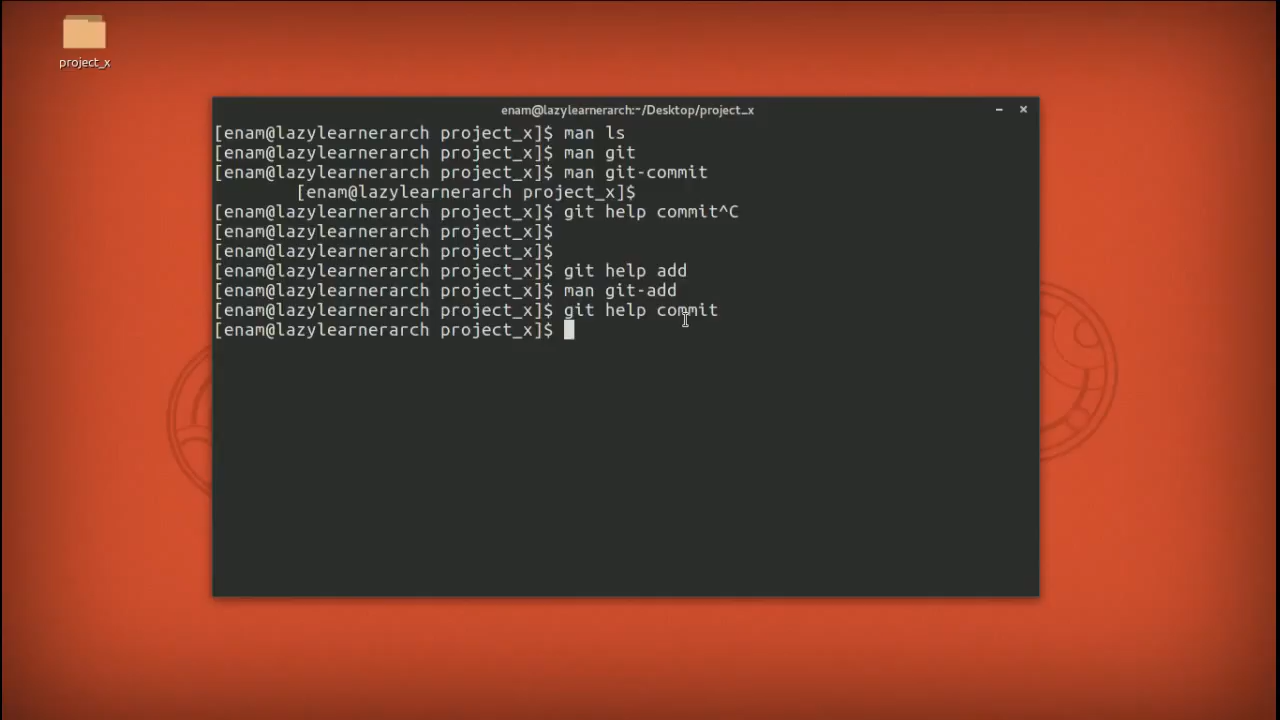 project_x
enam@lazylearnerarch:~/Desktop/project_x
[enam@lazylearnerarch project_x]$ man ls
[enam@lazylearnerarch project_x]$ man git
[enam@lazylearnerarch project_x]$ man git-commit
[enam@lazylearnerarch project_x]$
[enam@lazylearnerarch project_x]$ git help commit^C
[enam@lazylearnerarch project_x]$
[enam@lazylearnerarch project_x]$
[enam@lazylearnerarch project_x]$ git help add
[enam@lazylearnerarch project_x]$ man git-add
[enam@lazylearnerarch project_x]$ git help commit
[enam@lazylearnerarch project_x]$